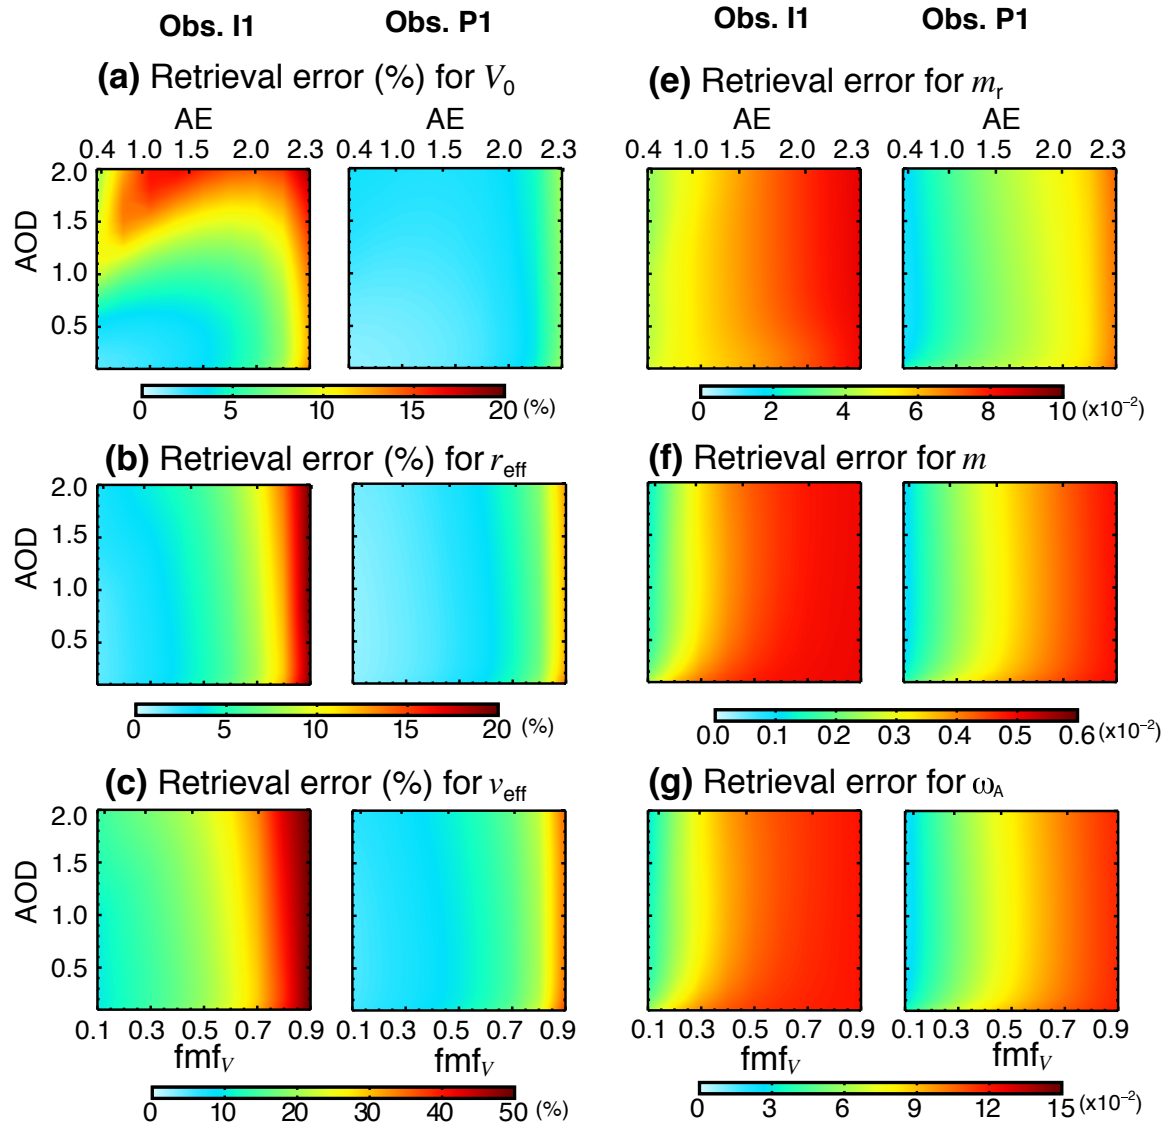 Obs. I1 Obs. P1 Obs. I1 Obs. P1
(a) Retrieval error (%) for V0
AE AE
0.4 1.0 1.5 2.0 2.3 0.4 1.0 1.5 2.0 2.3
AOD
2.0
1.5
1.0
0.5
0 5 10 15 20 (%)
(b) Retrieval error (%) for reff
AOD
2.0
1.5
1.0
0.5
0 5 10 15 20 (%)
(c) Retrieval error (%) for veff
AOD
2.0
1.5
1.0
0.5
0.1 0.3 0.5 0.7 0.9 0.1 0.3 0.5 0.7 0.9
fmfV fmfV
0 10 20 30 40 50 (%)
(e) Retrieval error for mr
AE AE
0.4 1.0 1.5 2.0 2.3 0.4 1.0 1.5 2.0 2.3
0 2 4 6 8 10 (x10−2)
(f) Retrieval error for m
0.0 0.1 0.2 0.3 0.4 0.5 0.6 (x10−2)
(g) Retrieval error for ωA
0.1 0.3 0.5 0.7 0.9 0.1 0.3 0.5 0.7 0.9
fmfV fmfV
0 3 6 9 12 15 (x10−2)